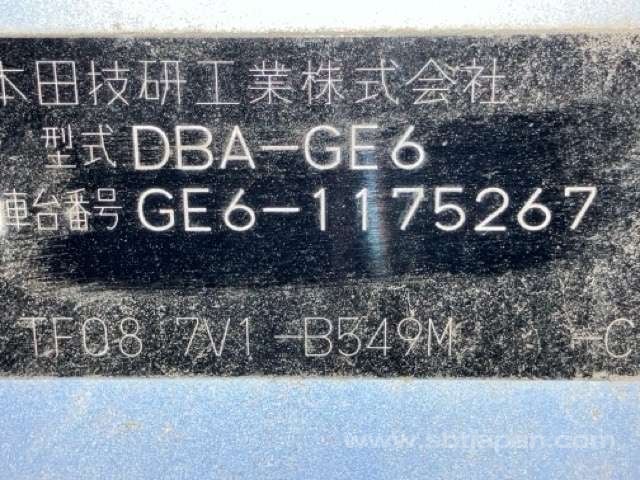 本田技研工業株式会社
型式 DBA-GE6
車台番号 GE6-1175267
TF08 7V1-B549M -C
www.sbtjapan.com